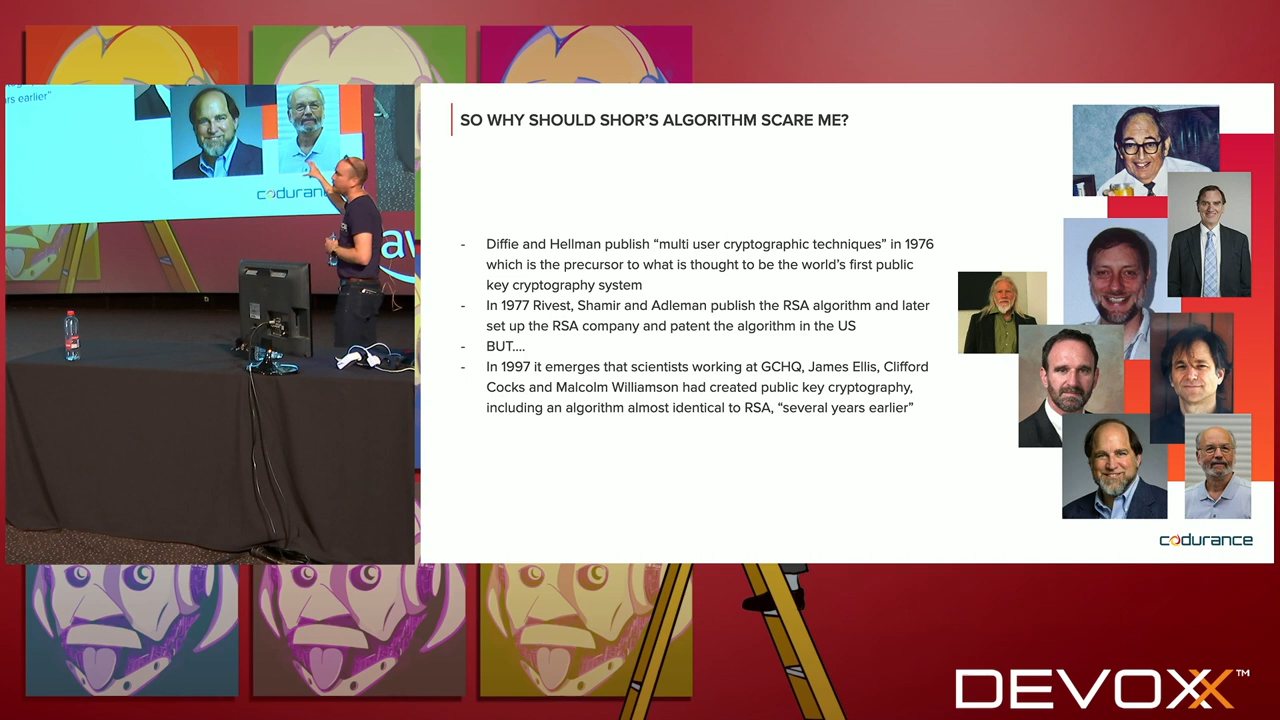 rs earlier"
codurance
aw
SO WHY SHOULD SHOR'S ALGORITHM SCARE ME?
- Diffie and Hellman publish “multi user cryptographic techniques” in 1976
which is the precursor to what is thought to be the world's first public
key cryptography system
- In 1977 Rivest, Shamir and Adleman publish the RSA algorithm and later
set up the RSA company and patent the algorithm in the US
- BUT....
- In 1997 it emerges that scientists working at GCHQ, James Ellis, Clifford
Cocks and Malcolm Williamson had created public key cryptography,
including an algorithm almost identical to RSA, “several years earlier”
codurance
DEVOXX™